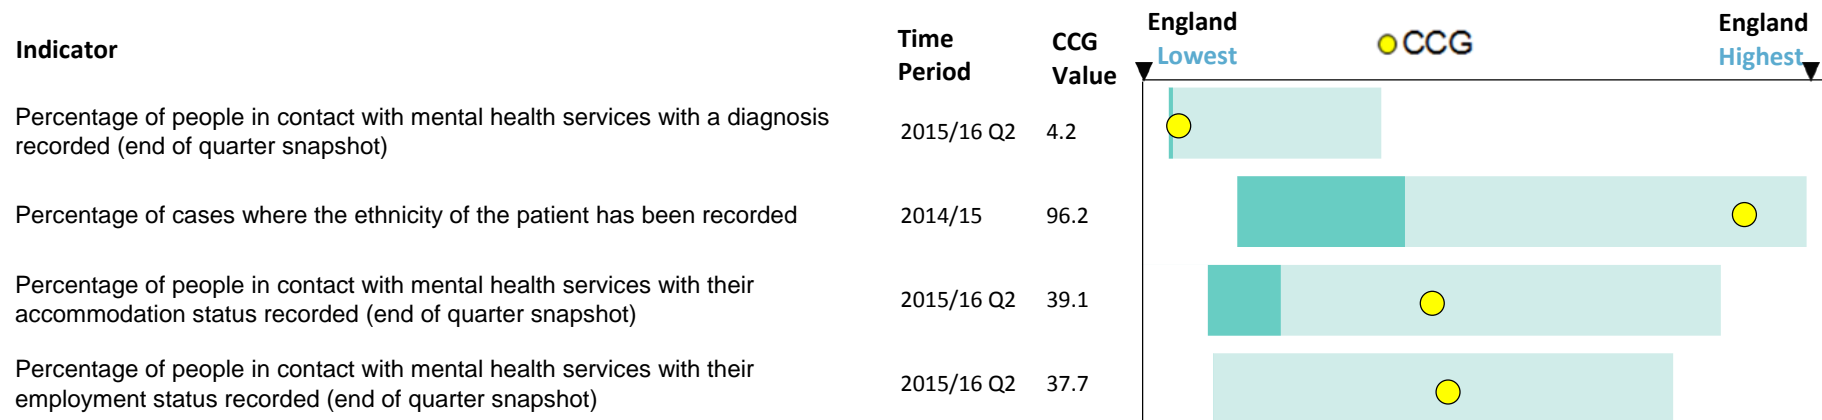 Indicator
Time
Period
CCG
Value
England
Lowest
CCG
England
Highest
Percentage of people in contact with mental health services with a diagnosis
recorded (end of quarter snapshot)
2015/16 Q2
4.2
Percentage of cases where the ethnicity of the patient has been recorded
2014/15
96.2
Percentage of people in contact with mental health services with their
accommodation status recorded (end of quarter snapshot)
2015/16 Q2
39.1
Percentage of people in contact with mental health services with their
employment status recorded (end of quarter snapshot)
2015/16 Q2
37.7